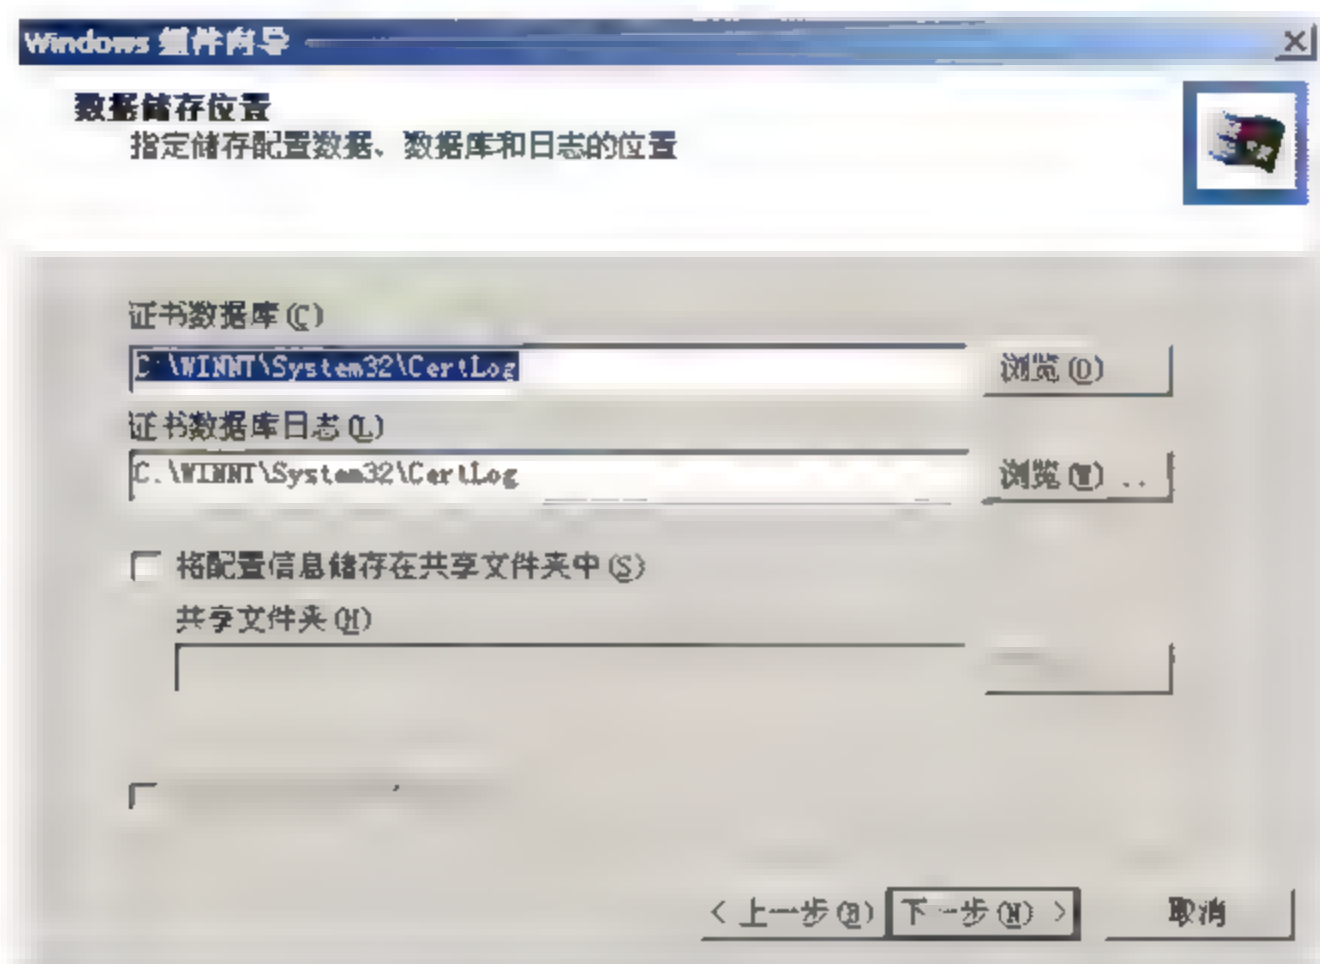 Windows 组件向导
数据储存位置
指定储存配置数据、数据库和日志的位置
证书数据库(C)
C:\WINNT\System32\CertLog
浏览(O)
证书数据库日志(L)
C:\WINNT\System32\CertLog
浏览(W)..
将配置信息储存在共享文件夹中(S)
共享文件夹(H)
< 上一步(B) 下一步(N) > 取消